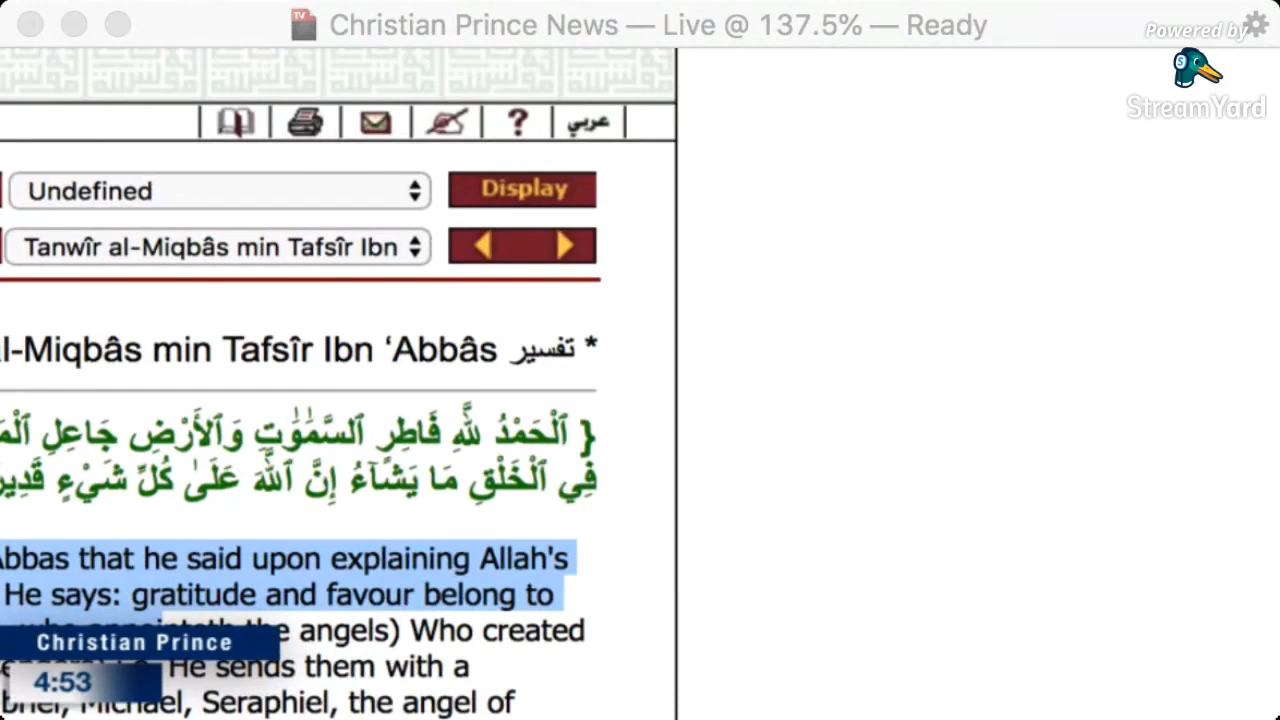 Christian Prince News — Live @ 137.5% — Ready
Powered by
StreamYard
عربي
Undefined
Display
Tanwîr al-Miqbâs min Tafsîr Ibn
l-Miqbâs min Tafsîr Ibn ‘Abbâs تفسير *
{ ٱلْحَمْدُ للَّهِ فَاطِرِ ٱلسَّمَٰوَٰتِ وَٱلأَرْضِ جَاعِلِ
فِي ٱلْخَلْقِ مَا يَشَآءُ إِنَّ ٱللَّهَ عَلَىٰ كُلِّ شَيْءٍ
Abbas that he said upon explaining Allah's
He says: gratitude and favour belong to
the angels) Who created
Christian Prince
He sends them with a
4:53
Michael, Seraphiel, the angel of